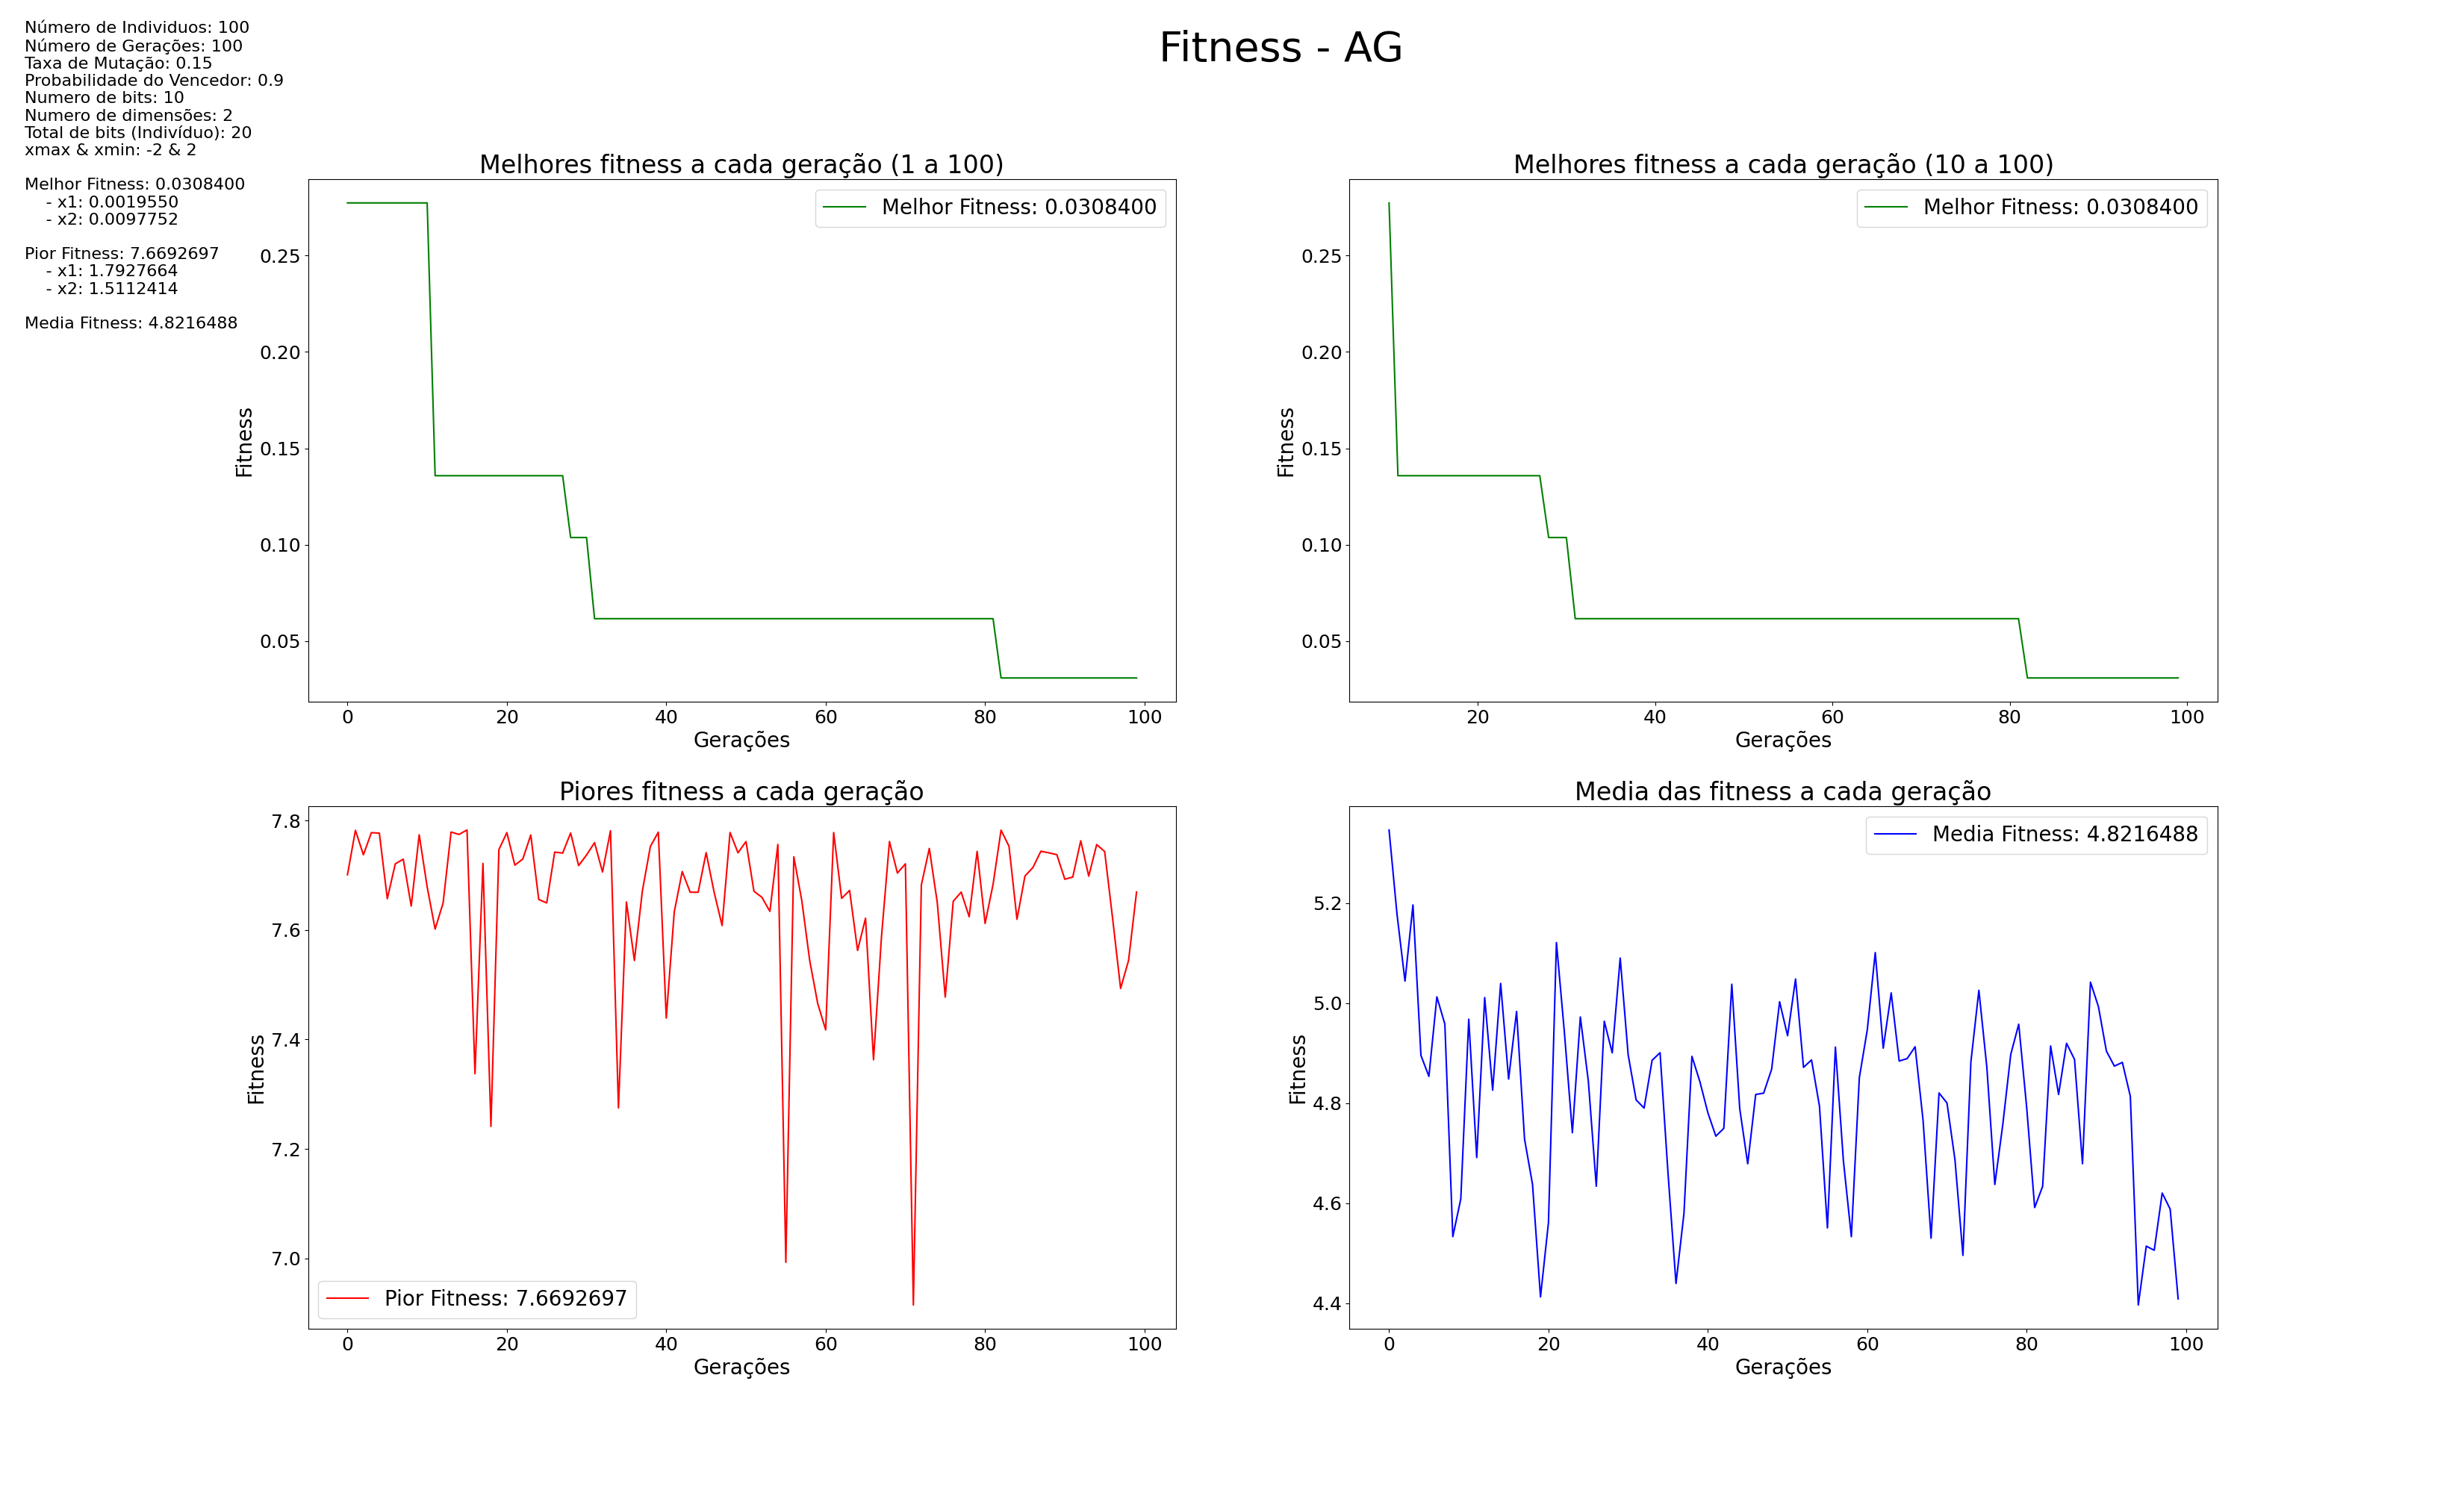 Fitness - AG
Número de Individuos: 100
Número de Gerações: 100
Taxa de Mutação: 0.15
Probabilidade do Vencedor: 0.9
Numero de bits: 10
Numero de dimensões: 2
Total de bits (Indivíduo): 20
xmax & xmin: -2 & 2
Melhor Fitness: 0.0308400
- x1: 0.0019550
- x2: 0.0097752
Pior Fitness: 7.6692697
- x1: 1.7927664
- x2: 1.5112414
Media Fitness: 4.8216488
Melhores fitness a cada geração (1 a 100)
Melhor Fitness: 0.0308400
Fitness
0.25
0.20
0.15
0.10
0.05
0 20 40 60 80 100
Gerações
Melhores fitness a cada geração (10 a 100)
Melhor Fitness: 0.0308400
Fitness
0.25
0.20
0.15
0.10
0.05
20 40 60 80 100
Gerações
Piores fitness a cada geração
Fitness
7.8
7.6
7.4
7.2
7.0
Pior Fitness: 7.6692697
0 20 40 60 80 100
Gerações
Media das fitness a cada geração
Media Fitness: 4.8216488
Fitness
5.2
5.0
4.8
4.6
4.4
0 20 40 60 80 100
Gerações